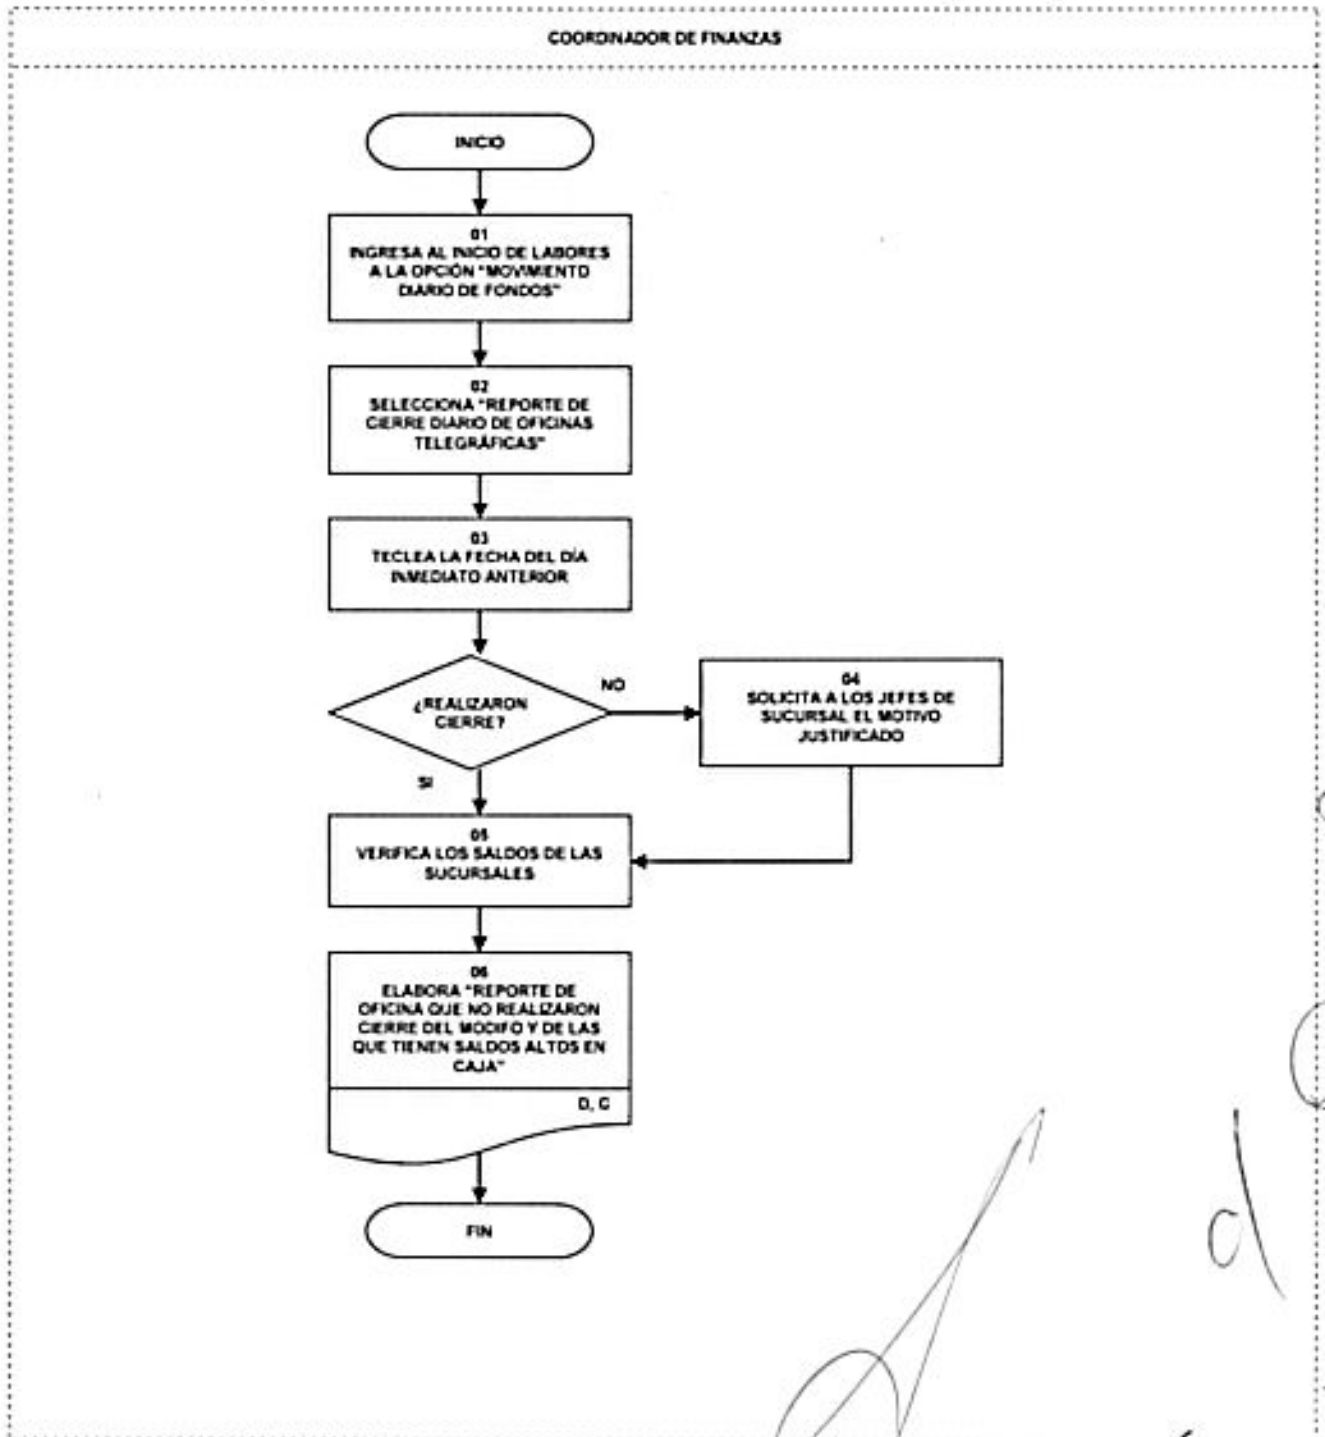 COORDINADOR DE FINANZAS
INICIO
01
INGRESA AL INICIO DE LABORES
A LA OPCIÓN "MOVIMIENTO
DIARIO DE FONDOS"
02
SELECCIONA "REPORTE DE
CIERRE DIARIO DE OFICINAS
TELEGRÁFICAS"
03
TECLEA LA FECHA DEL DÍA
INMEDIATO ANTERIOR
¿REALIZARON
CIERRE?
NO
04
SOLICITA A LOS JEFES DE
SUCURSAL EL MOTIVO
JUSTIFICADO
SI
05
VERIFICA LOS SALDOS DE LAS
SUCURSALES
06
ELABORA "REPORTE DE
OFICINA QUE NO REALIZARON
CIERRE DEL MODIFO Y DE LAS
QUE TIENEN SALDOS ALTOS EN
CAJA"
D, C
FIN